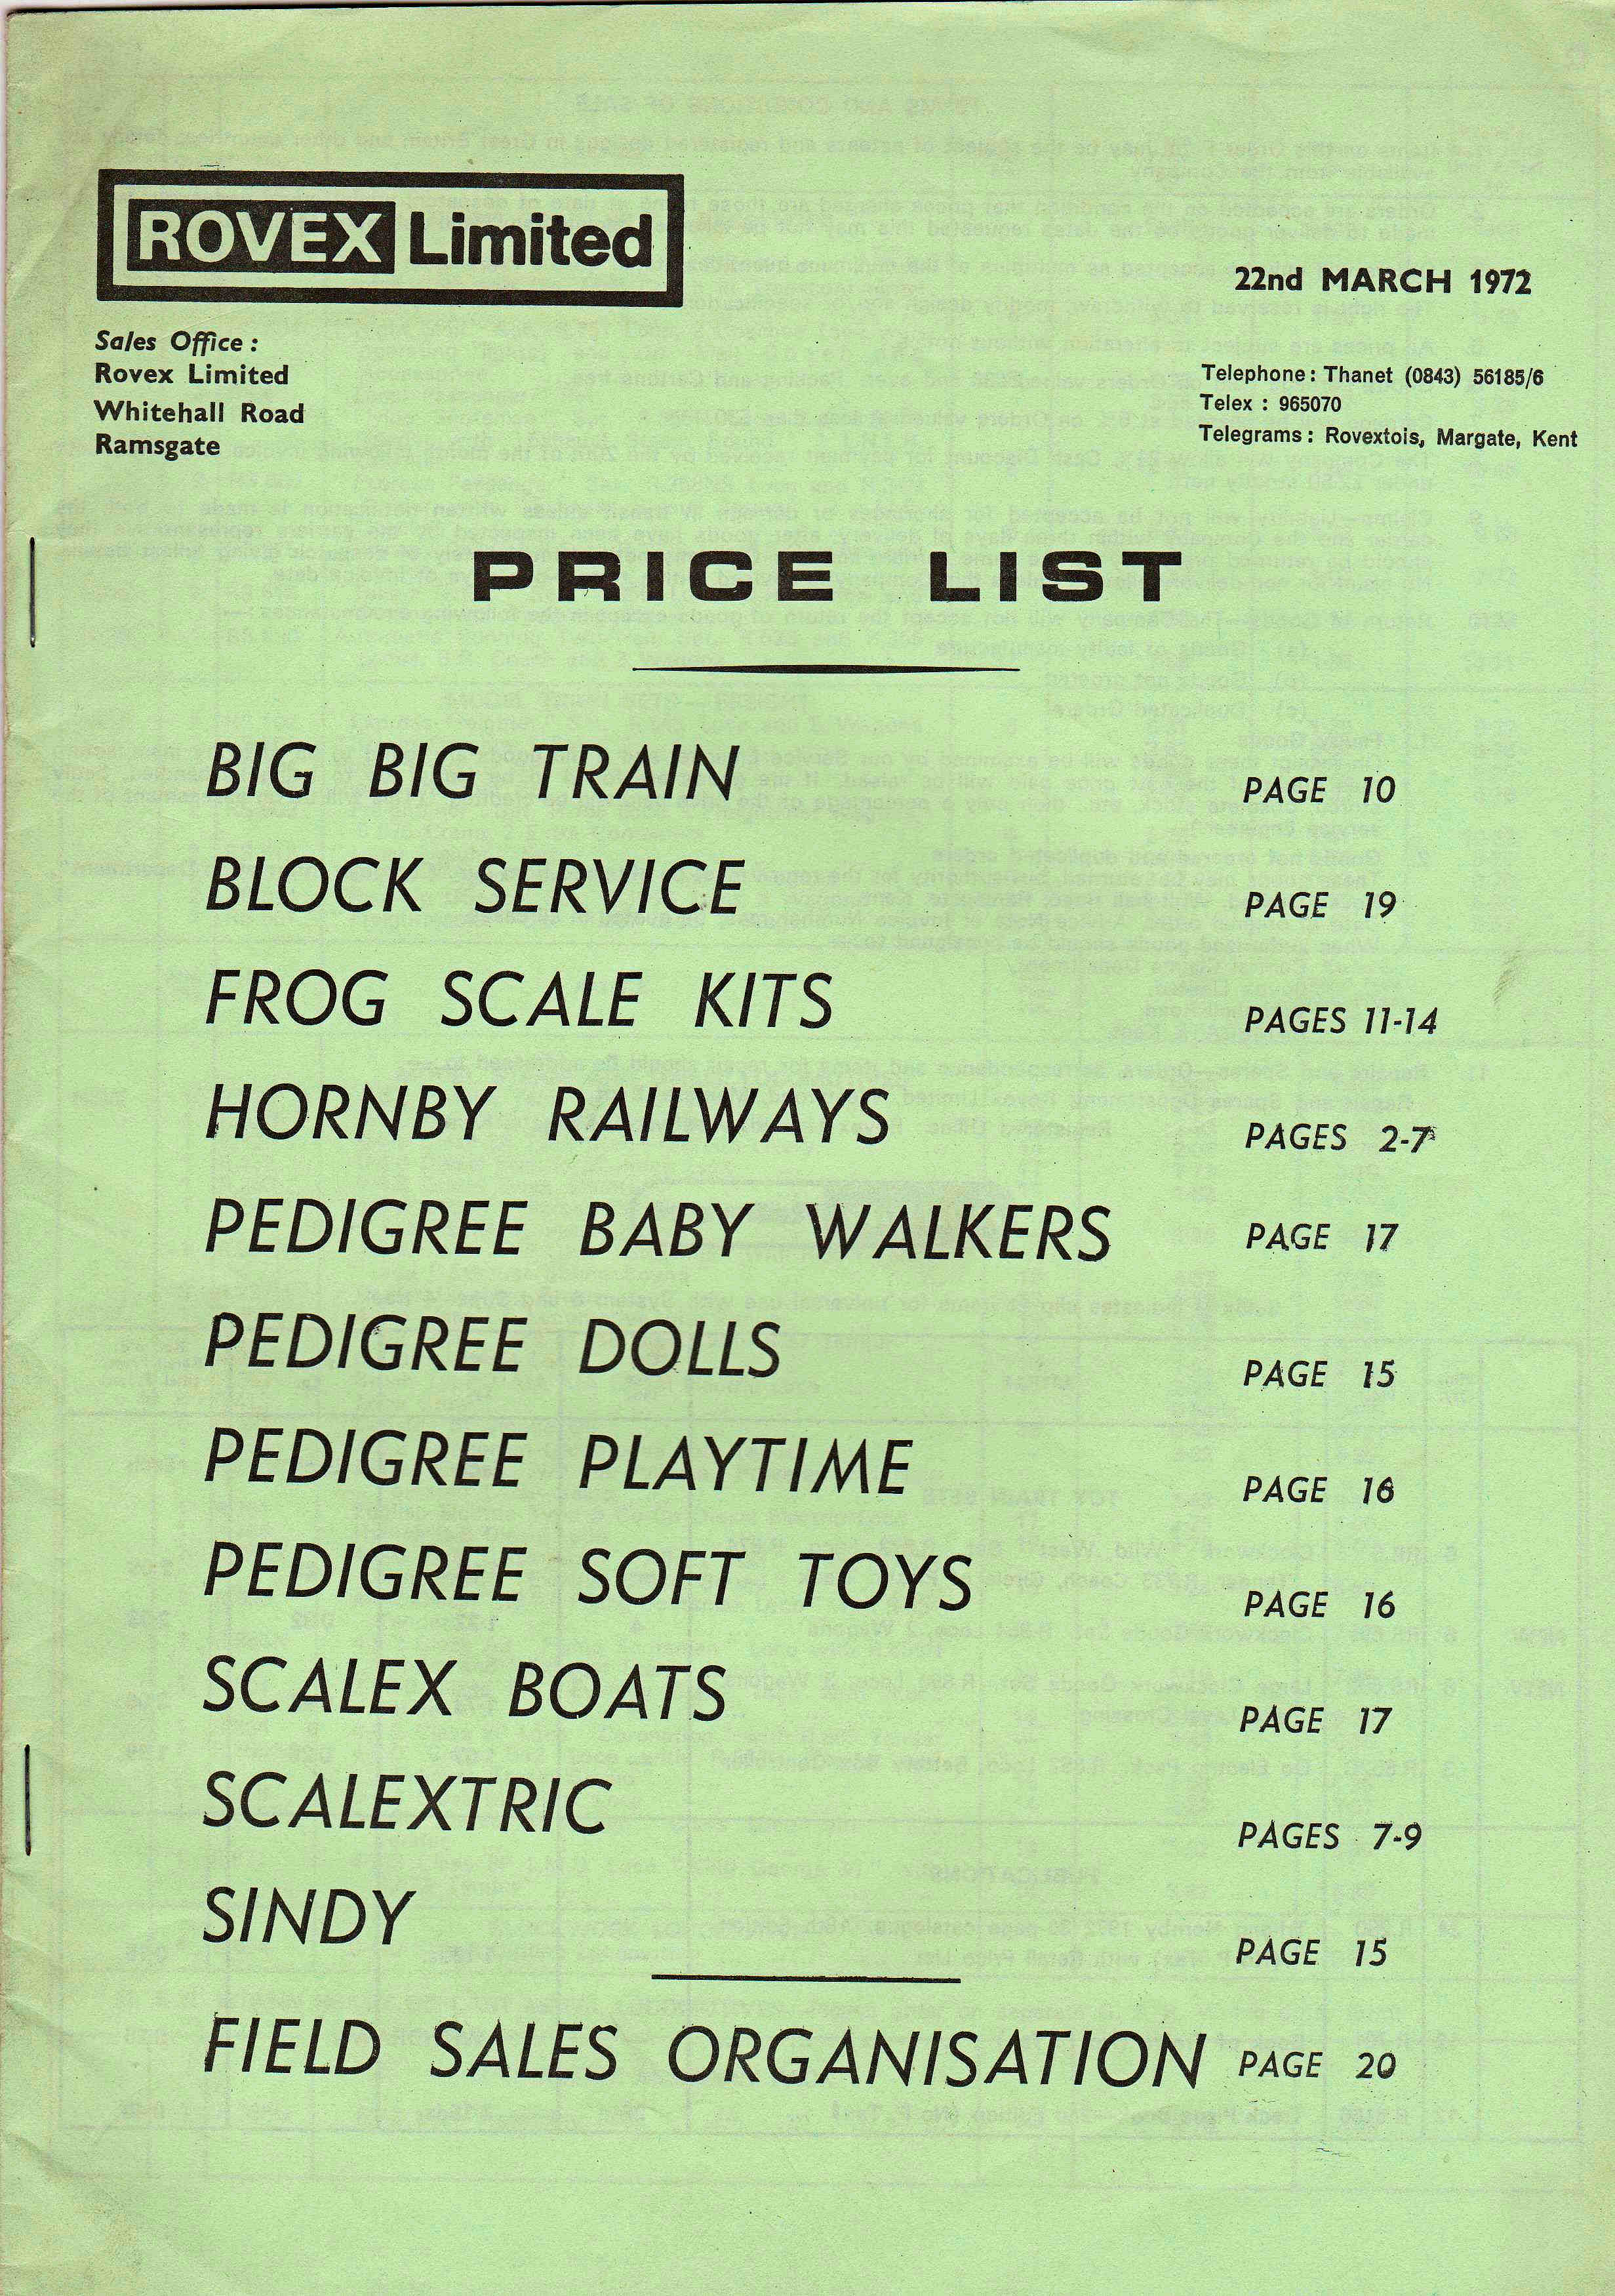 ROVEX Limited
22nd MARCH 1972
Sales Office :
Rovex Limited
Whitehall Road
Ramsgate
Telephone : Thanet (0843) 56185/6
Telex : 965070
Telegrams : Rovextois, Margate, Kent
PRICE LIST
BIG BIG TRAIN PAGE 10
BLOCK SERVICE PAGE 19
FROG SCALE KITS PAGES 11-14
HORNBY RAILWAYS PAGES 2-7
PEDIGREE BABY WALKERS PAGE 17
PEDIGREE DOLLS PAGE 15
PEDIGREE PLAYTIME PAGE 16
PEDIGREE SOFT TOYS PAGE 16
SCALEX BOATS PAGE 17
SCALEXTRIC PAGES 7-9
SINDY PAGE 15
FIELD SALES ORGANISATION PAGE 20